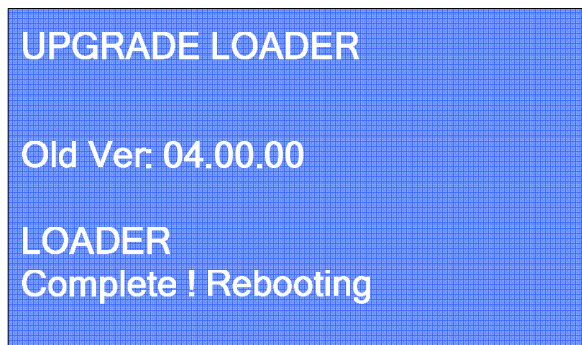 UPGRADE LOADER
Old Ver: 04.00.00
LOADER
Complete ! Rebooting